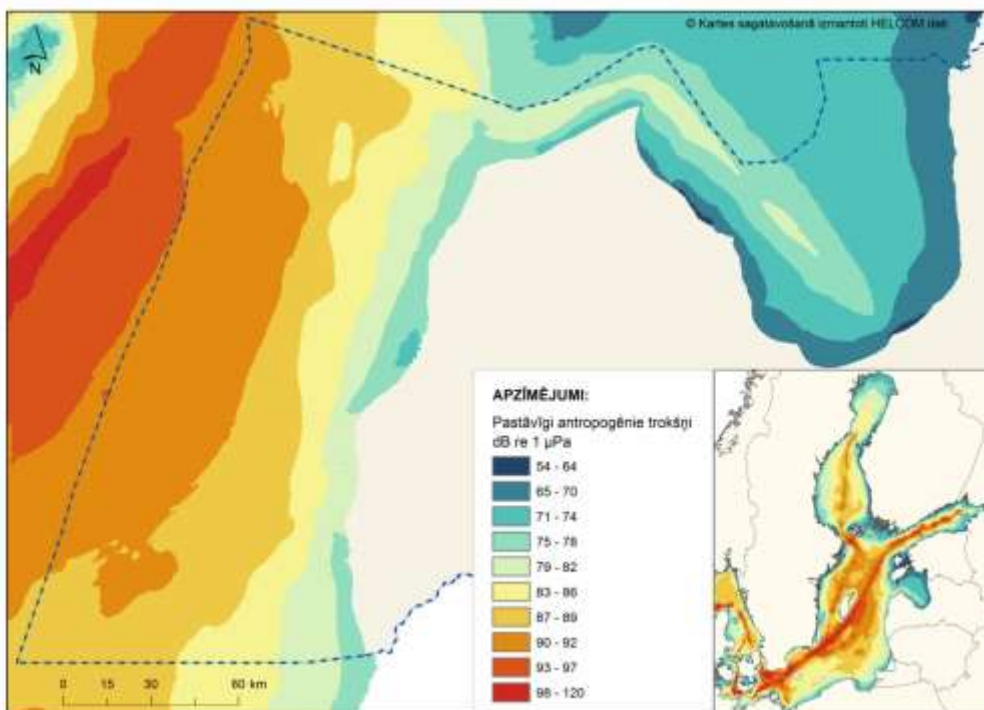 © Kartes sagatavošanā izmantoti HELCOM dati
N
APZĪMĒJUMI:
Pastāvīgi antropogēnie trokšņi
dB re 1 µPa
54 - 64
65 - 70
71 - 74
75 - 78
79 - 82
83 - 86
87 - 89
90 - 92
93 - 97
98 - 120
0 15 30 60 km